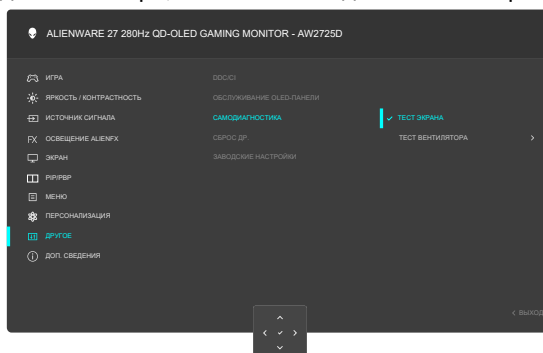 ALIENWARE 27 280Hz QD-OLED GAMING MONITOR - AW2725D
ИГРА
ЯРКОСТЬ / КОНТРАСТНОСТЬ
ИСТОЧНИК СИГНАЛА
FX ОСВЕЩЕНИЕ ALIENFX
ЭКРАН
PIP/PBP
МЕНЮ
ПЕРСОНАЛИЗАЦИЯ
ДРУГОЕ
ДОП. СВЕДЕНИЯ
DDC/CI
ОБСЛУЖИВАНИЕ OLED-ПАНЕЛИ
САМОДИАГНОСТИКА
СБРОС ДР.
ЗАВОДСКИЕ НАСТРОЙКИ
ТЕСТ ЭКРАНА
ТЕСТ ВЕНТИЛЯТОРА
ВЫХОД